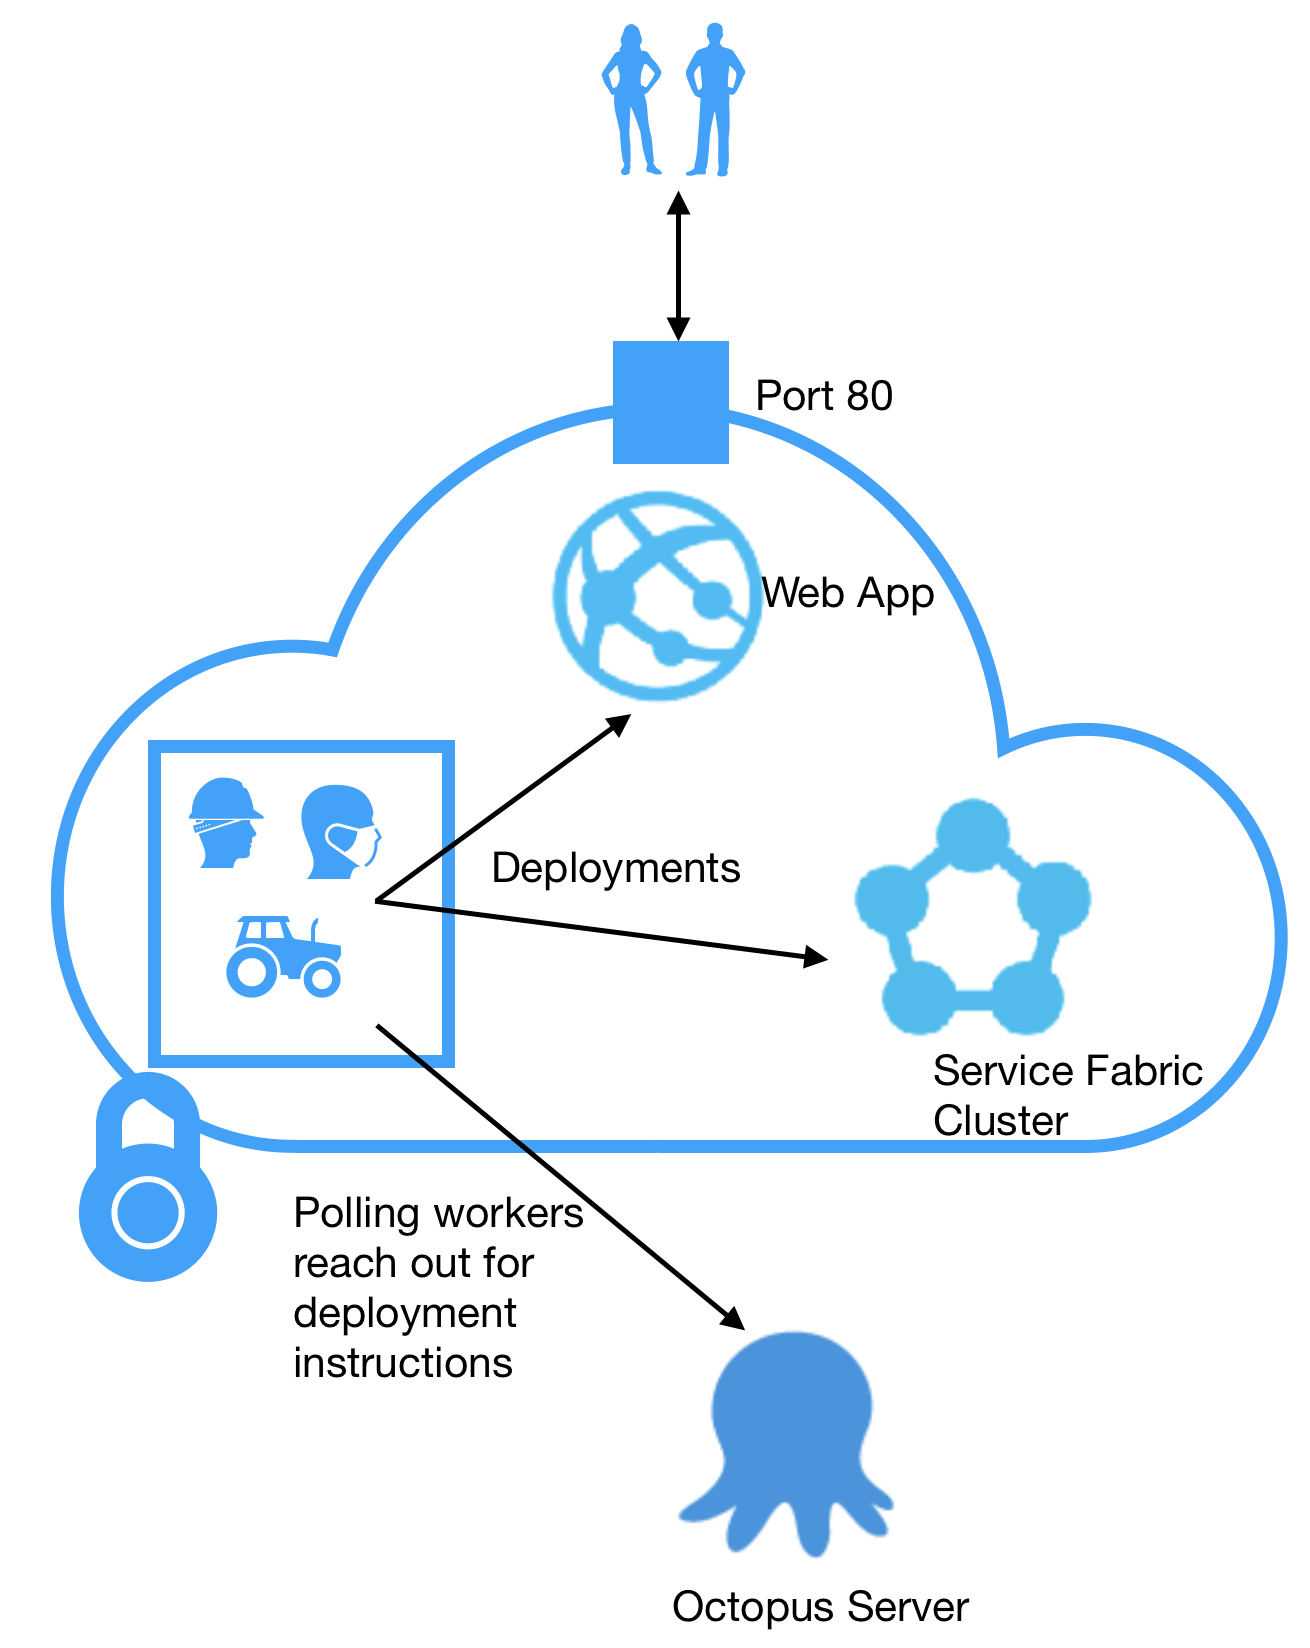 Port 80
Web App
Deployments
Service Fabric
Cluster
Polling workers
reach out for
deployment
instructions
Octopus Server